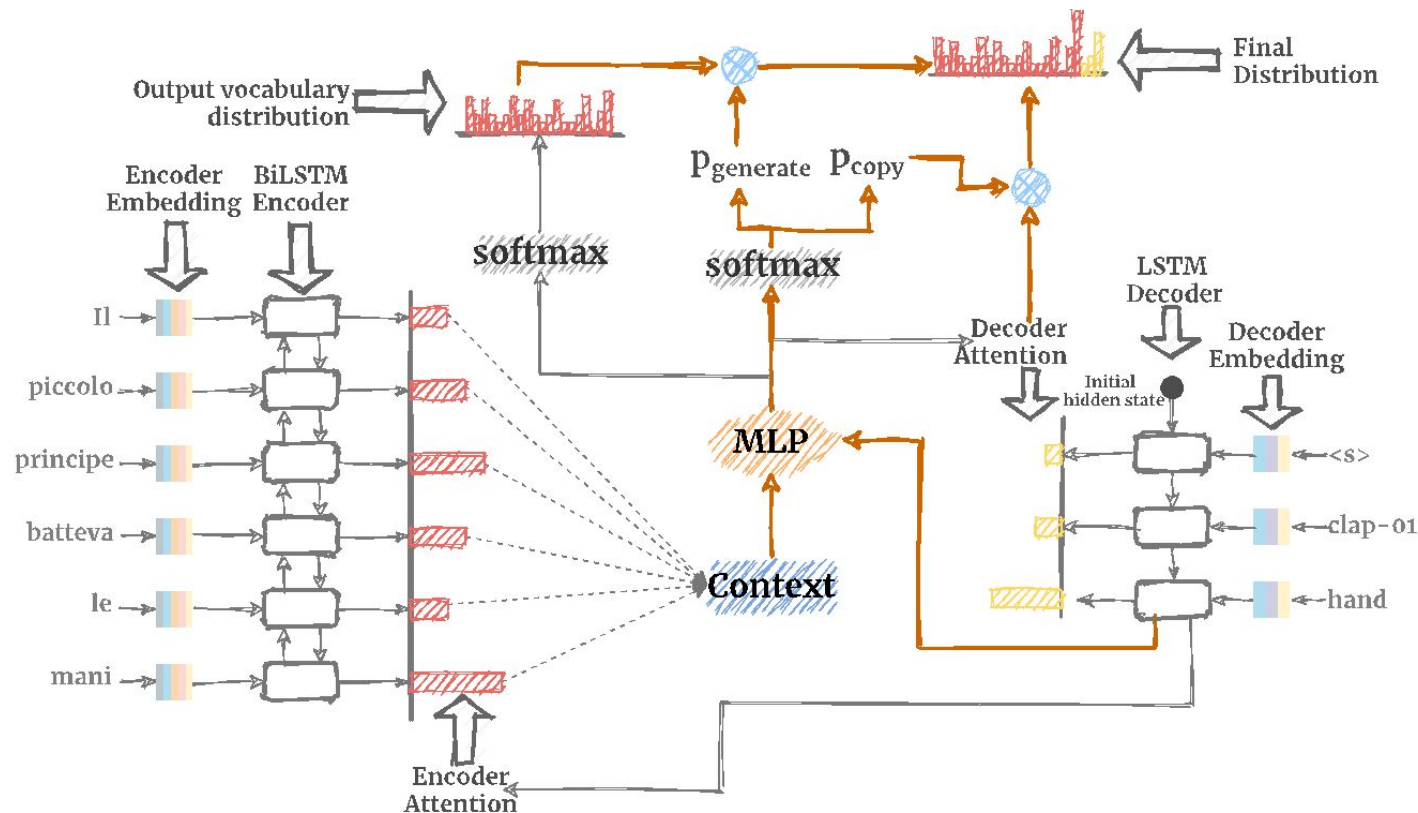 Final
Distribution
Output vocabulary
distribution
Pgenerate
Pcopy
Encoder
Embedding
BiLSTM
Encoder
softmax
softmax
LSTM
Decoder
Decoder
Attention
Decoder
Embedding
Initial
hidden state
Il
piccolo
principe
batteva
le
mani
MLP
Context
<s>
clap-01
hand
Encoder
Attention